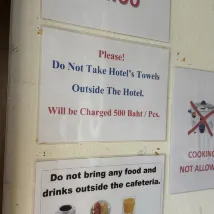 Please!
Do Not Take Hotel's Towels
Outside The Hotel.
Will be Charged 500 Baht / Pcs.
COOKING
NOT ALLOW
Do not bring any food and
drinks outside the cafeteria.